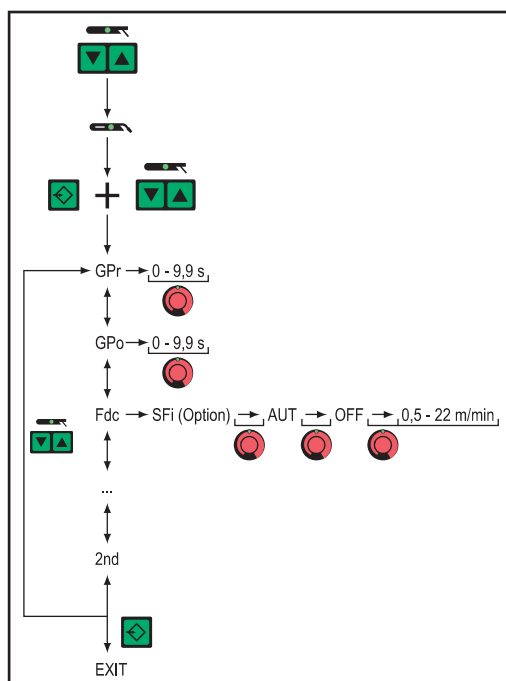 GPr 0 - 9,9 s
GPo 0 - 9,9 s
Fdc SFi (Option) AUT OFF 0,5 - 22 m/min
...
2nd
EXIT